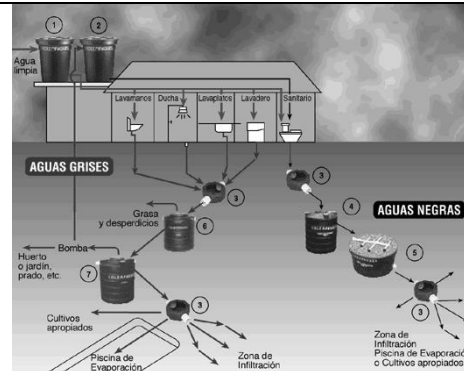 1
2
Agua
limpia
Lavamanos
Ducha
Lavaplatos
Lavadero
Sanitario
AGUAS GRISES
3
3
Grasa
y desperdicios
6
4
AGUAS NEGRAS
5
Bomba
Huerto
o jardín,
prado, etc.
7
3
3
Cultivos
apropiados
Piscina de
Evaporación
Zona de
Infiltración
Zona de
Infiltración
Piscina de Evaporació
o Cultivos apropiados